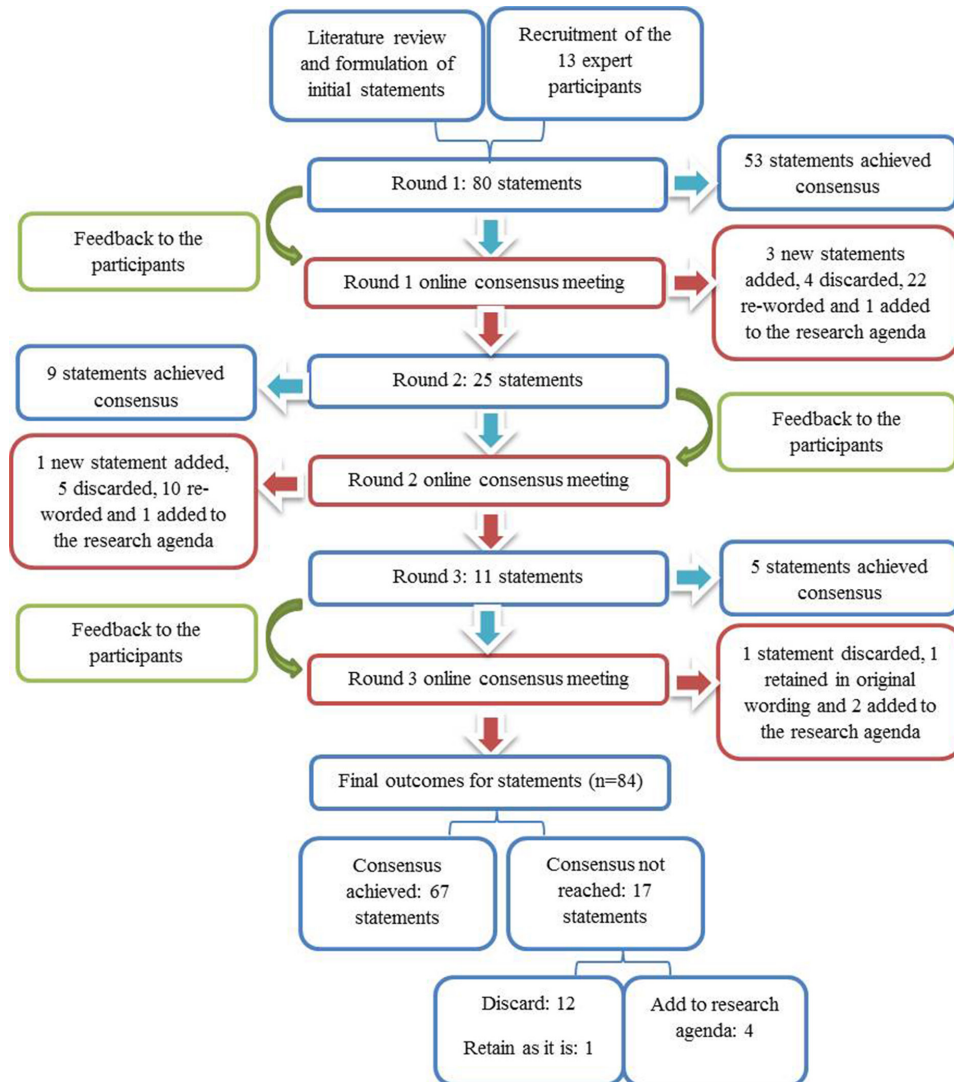 Literature review
and formulation of
initial statements
Recruitment of the
13 expert
participants
Round 1: 80 statements
53 statements achieved
consensus
Feedback to the
participants
Round 1 online consensus meeting
3 new statements
added, 4 discarded, 22
re-worded and 1 added
to the research agenda
9 statements achieved
consensus
Round 2: 25 statements
Feedback to the
participants
1 new statement added,
5 discarded, 10 re-
worded and 1 added to
the research agenda
Round 2 online consensus meeting
Round 3: 11 statements
5 statements achieved
consensus
Feedback to the
participants
Round 3 online consensus meeting
1 statement discarded, 1
retained in original
wording and 2 added to
the research agenda
Final outcomes for statements (n=84)
Consensus
achieved: 67
statements
Consensus not
reached: 17
statements
Discard: 12
Retain as it is: 1
Add to research
agenda: 4